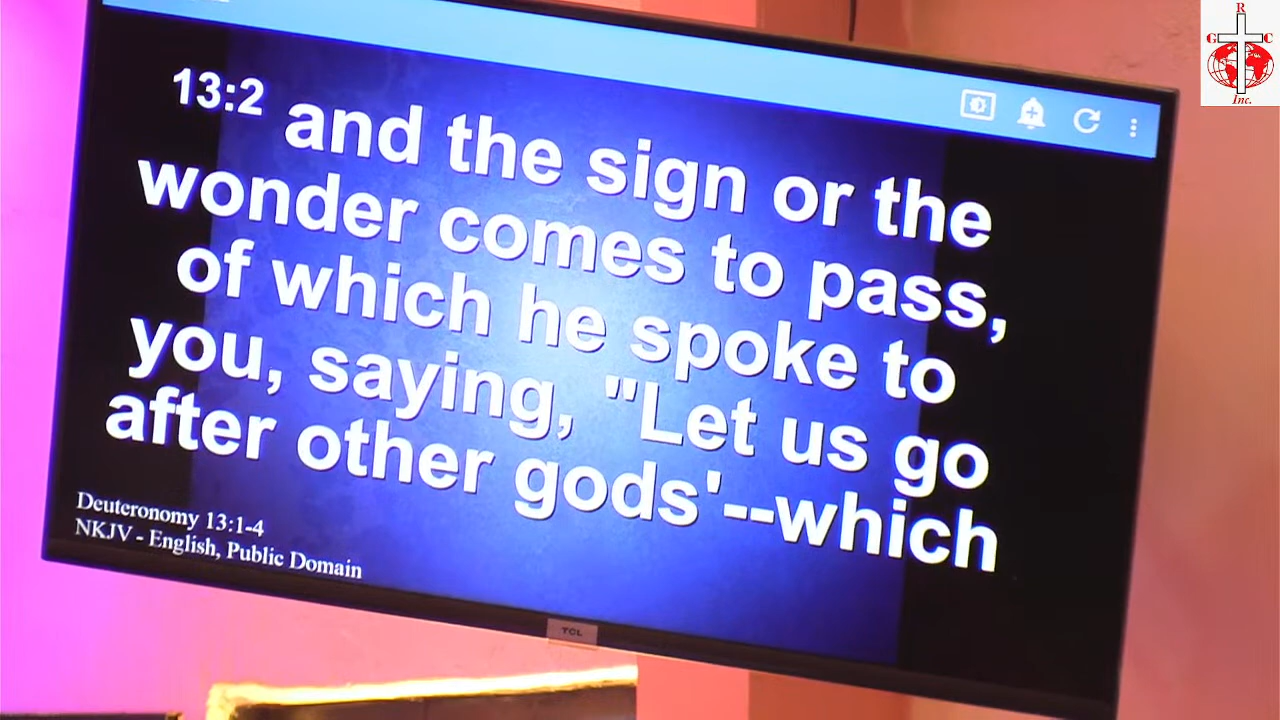 13:2 and the sign or the
wonder comes to pass,
of which he spoke to
you, saying, "Let us go
after other gods'--which
Deuteronomy 13:1-4
NKJV - English, Public Domain
TCL
R
G C
Inc.